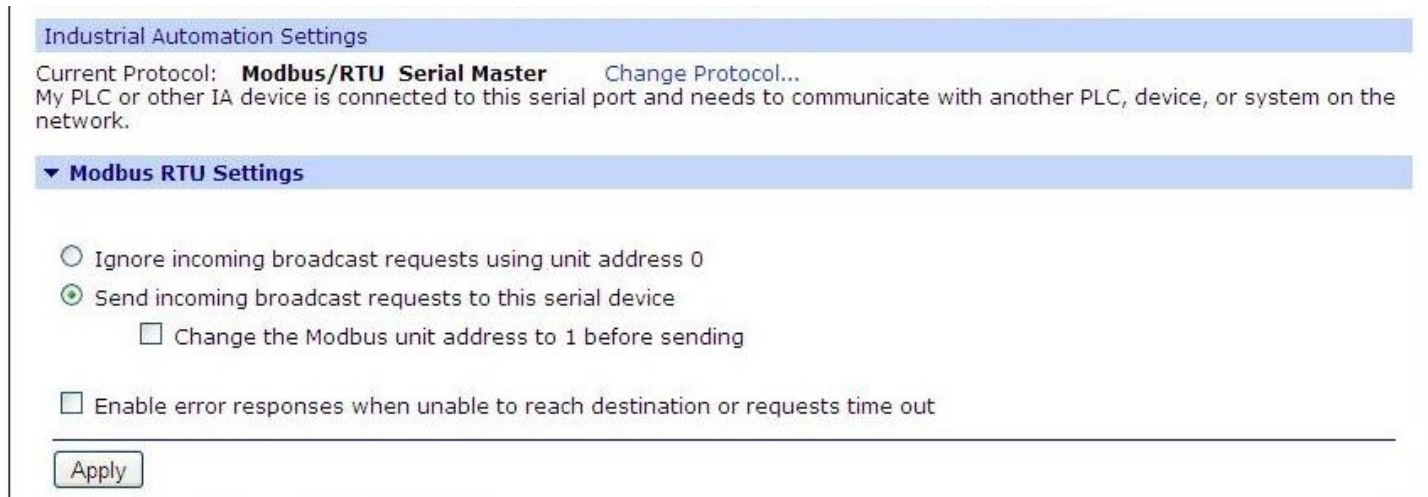 Industrial Automation Settings
Current Protocol: Modbus/RTU Serial Master Change Protocol...
My PLC or other IA device is connected to this serial port and needs to communicate with another PLC, device, or system on the
network.
Modbus RTU Settings
Ignore incoming broadcast requests using unit address 0
Send incoming broadcast requests to this serial device
Change the Modbus unit address to 1 before sending
Enable error responses when unable to reach destination or requests time out
Apply